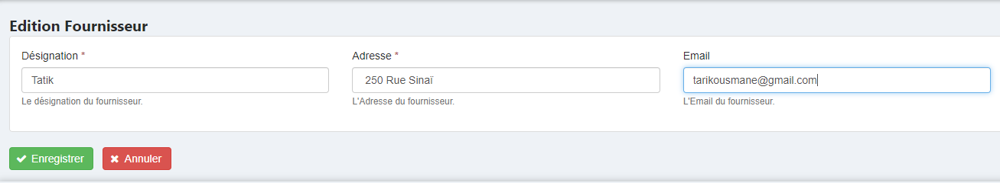 Edition Fournisseur
Désignation * Adresse * Email
Tatik 250 Rue Sinaï tarikousmane@gmail.com
Le désignation du fournisseur. L'Adresse du fournisseur. L'Email du fournisseur.
Enregistrer Annuler